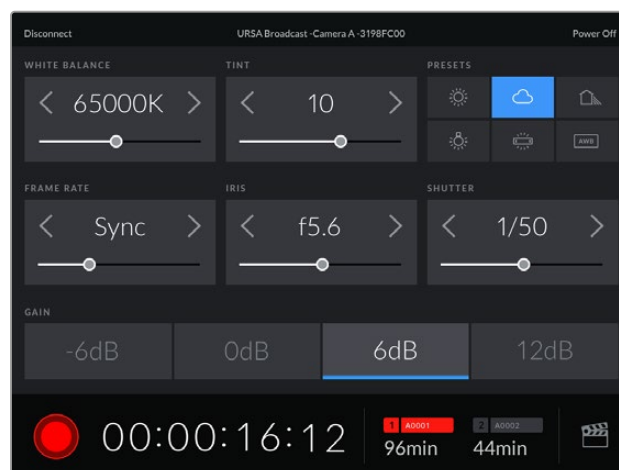 Disconnect URSA Broadcast -Camera A -3198FC00 Power Off
WHITE BALANCE TINT PRESETS
65000K 10
AWB
FRAME RATE IRIS SHUTTER
Sync f5.6 1/50
GAIN
-6dB 0dB 6dB 12dB
00:00:16:12 1 A0001 2 A0002
96min 44min